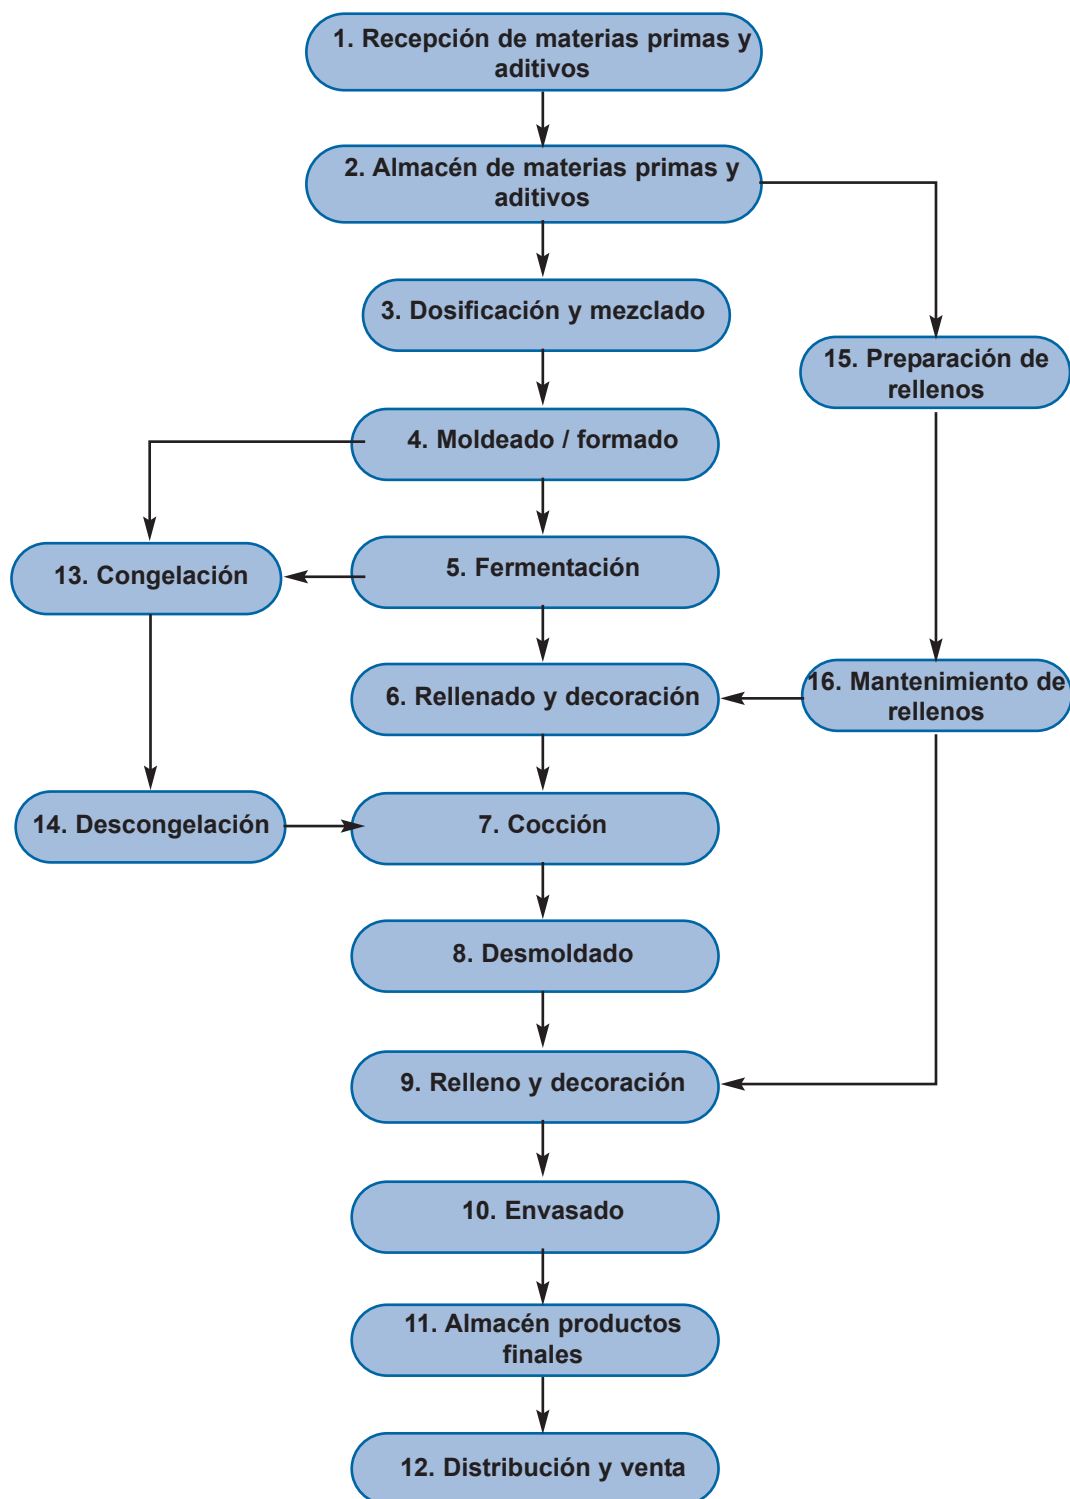 1. Recepción de materias primas y
aditivos
2. Almacén de materias primas y
aditivos
3. Dosificación y mezclado
15. Preparación de
rellenos
4. Moldeado / formado
13. Congelación
5. Fermentación
6. Rellenado y decoración
16. Mantenimiento de
rellenos
14. Descongelación
7. Cocción
8. Desmoldado
9. Relleno y decoración
10. Envasado
11. Almacén productos
finales
12. Distribución y venta